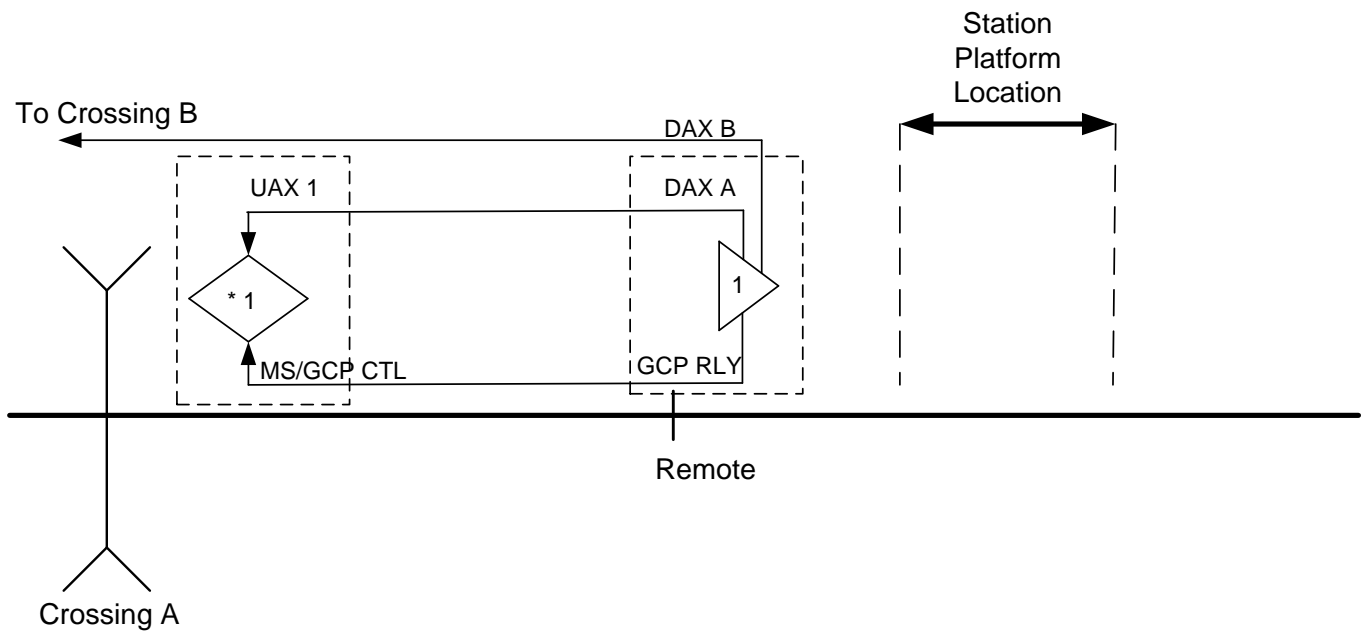 Station
Platform
Location
To Crossing B
DAX B
UAX 1
DAX A
* 1
1
MS/GCP CTL
GCP RLY
Remote
Crossing A